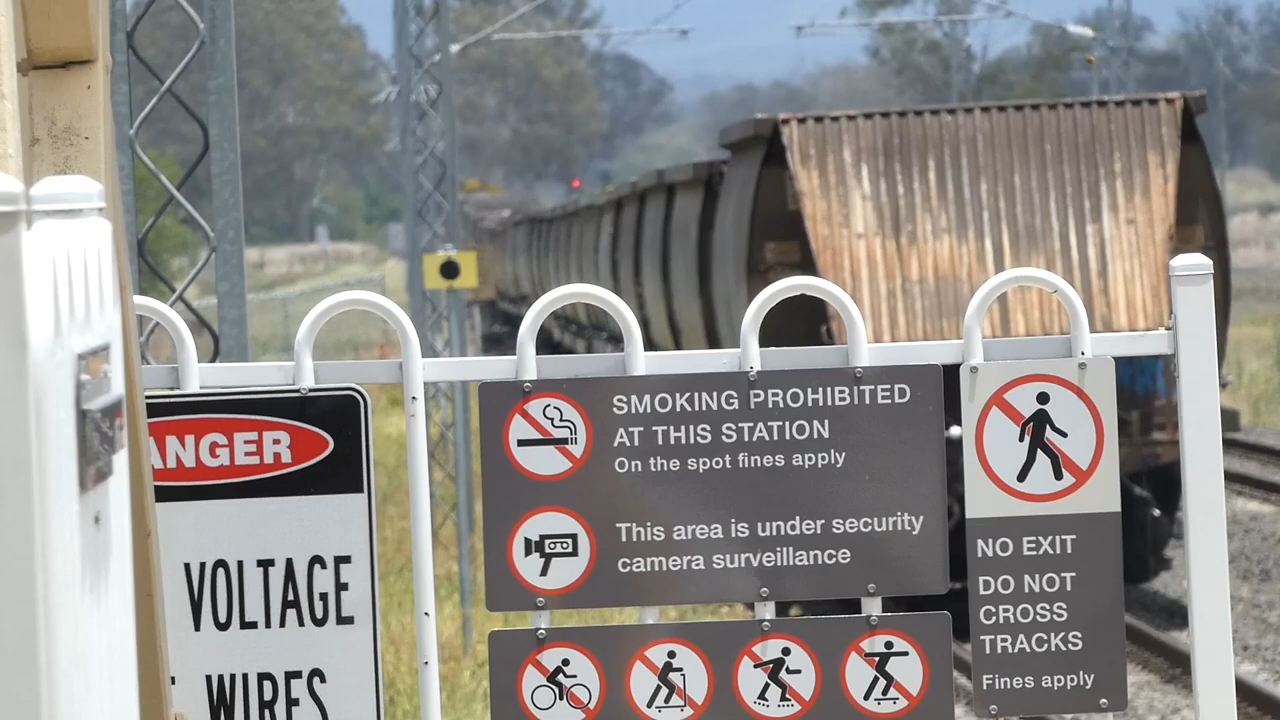 ANGER
VOLTAGE
WIRES
SMOKING PROHIBITED
AT THIS STATION
On the spot fines apply
This area is under security
camera surveillance
NO EXIT
DO NOT
CROSS
TRACKS
Fines apply